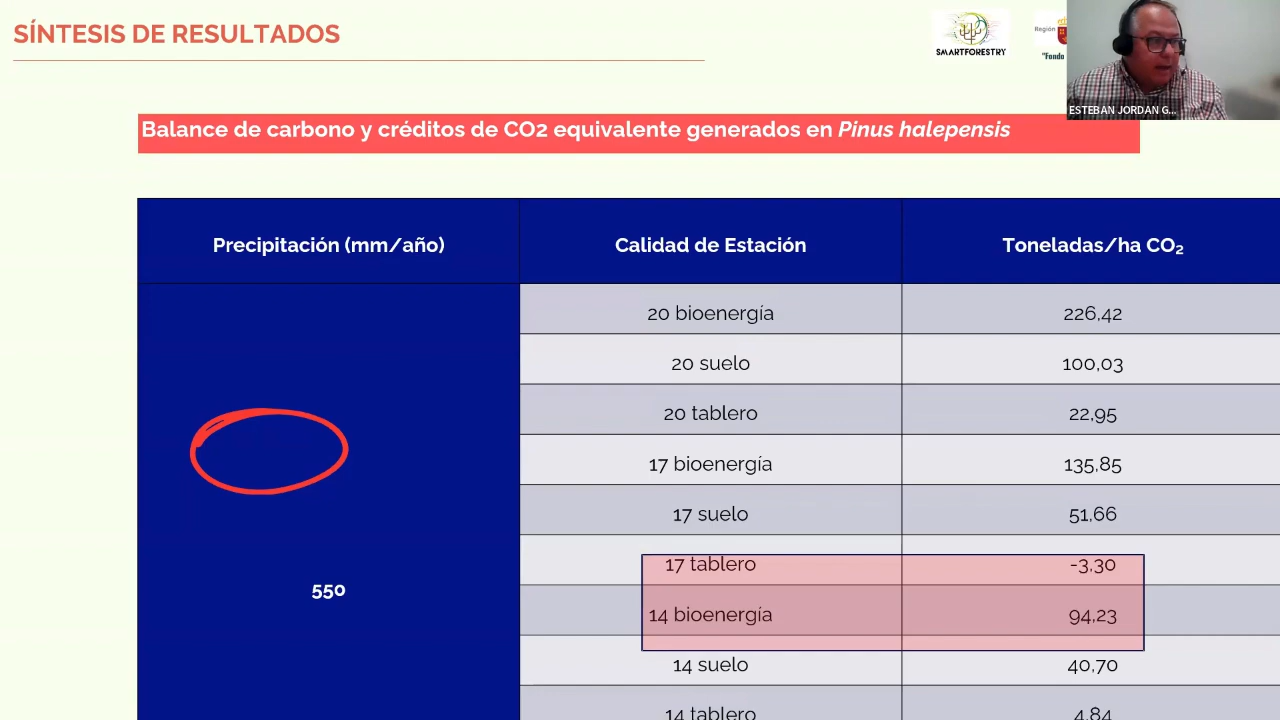 SÍNTESIS DE RESULTADOS
SMARTFORESTRY
Región
"Fondo
ESTEBAN JORDAN G...
Balance de carbono y créditos de CO2 equivalente generados en Pinus halepensis
Precipitación (mm/año) Calidad de Estación Toneladas/ha CO₂
20 bioenergía 226,42
20 suelo 100,03
20 tablero 22,95
17 bioenergía 135,85
17 suelo 51,66
17 tablero -3,30
550
14 bioenergía 94,23
14 suelo 40,70
14 tablero 4,84